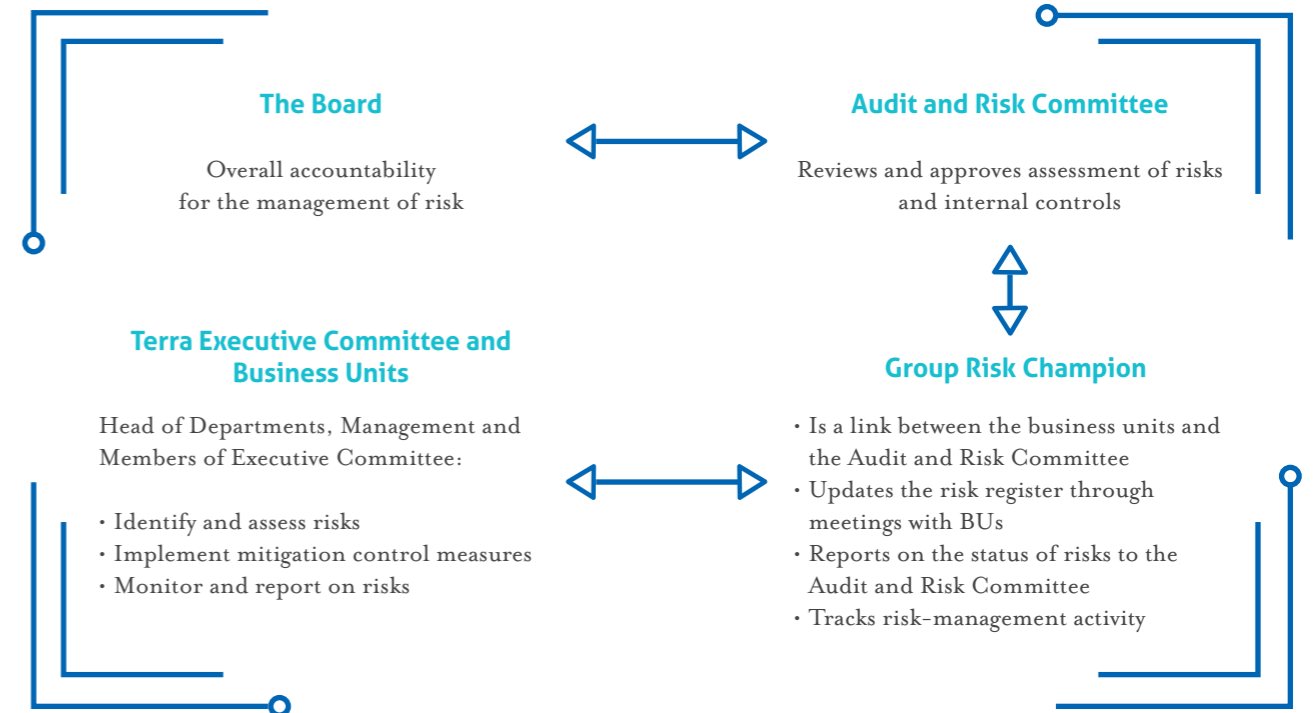 The Board
Overall accountability
for the management of risk
Audit and Risk Committee
Reviews and approves assessment of risks
and internal controls
Terra Executive Committee and
Business Units
Head of Departments, Management and
Members of Executive Committee:
· Identify and assess risks
· Implement mitigation control measures
· Monitor and report on risks
Group Risk Champion
· Is a link between the business units and
the Audit and Risk Committee
· Updates the risk register through
meetings with BUs
· Reports on the status of risks to the
Audit and Risk Committee
· Tracks risk-management activity